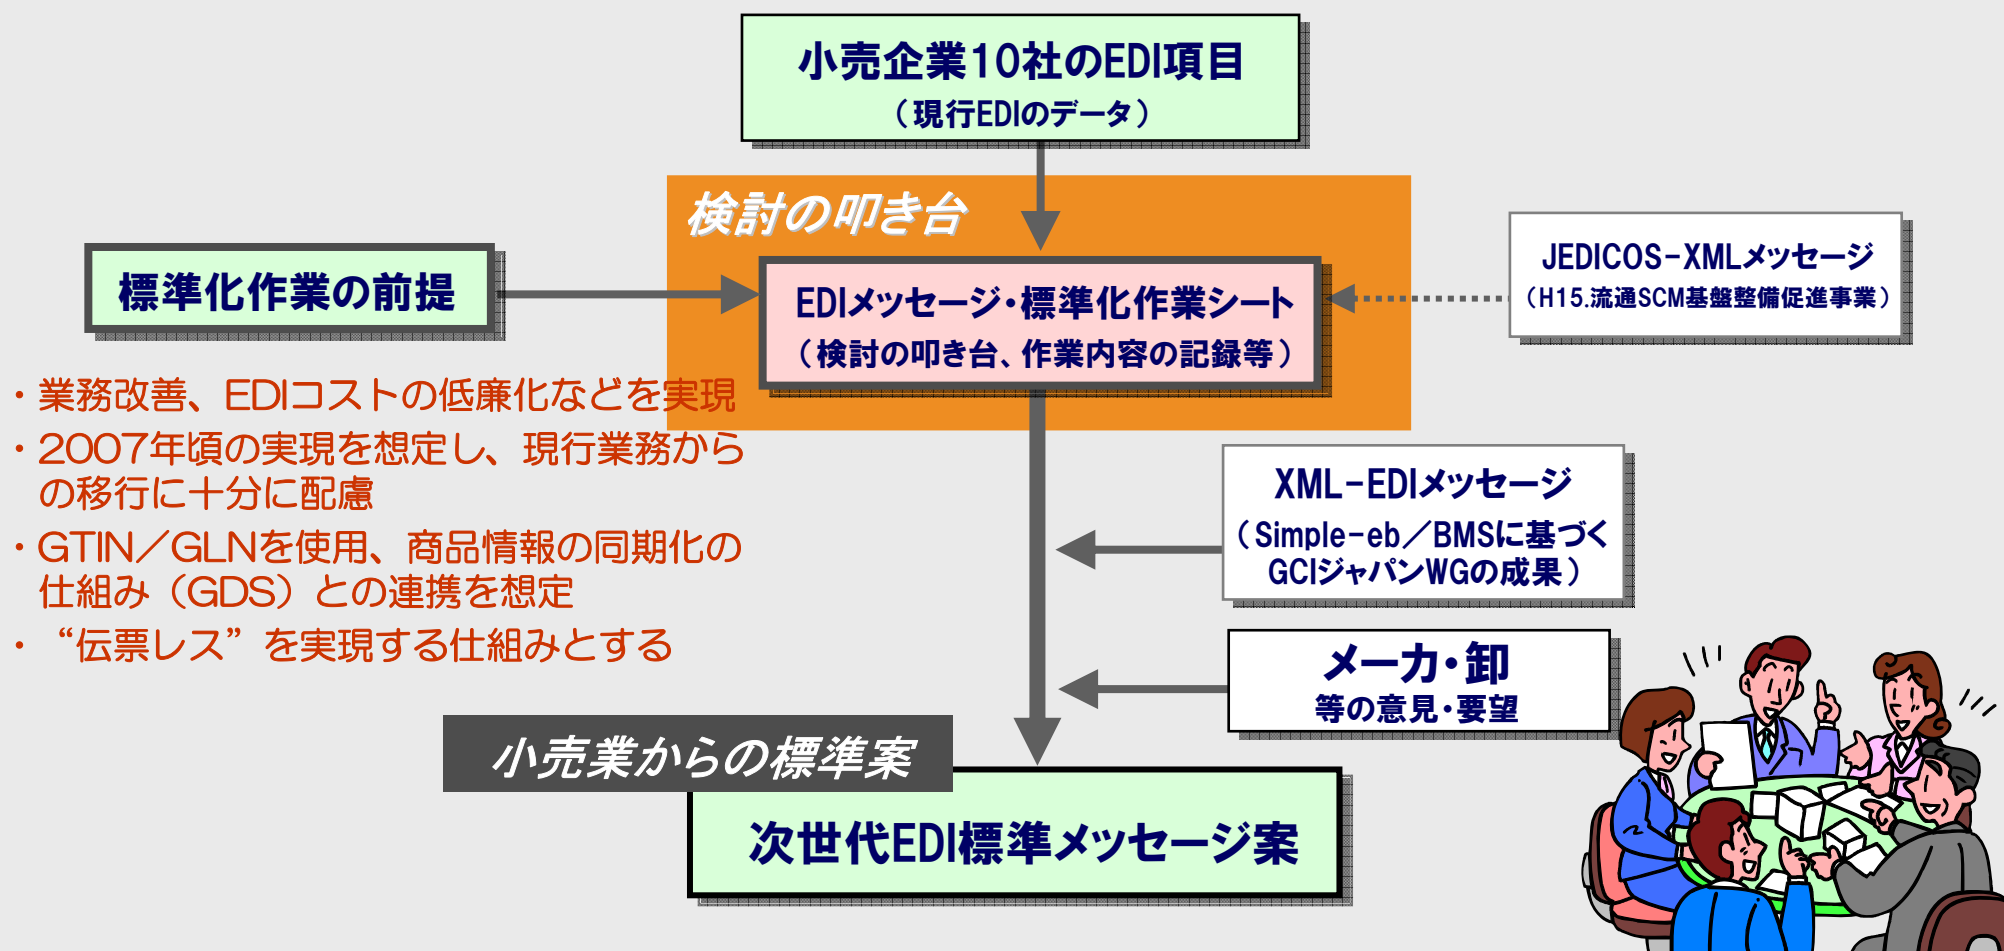 小売企業10社のEDI項目
（現行EDIのデータ）
検討の叩き台
標準化作業の前提
EDIメッセージ・標準化作業シート
（検討の叩き台、作業内容の記録等）
JEDICOS-XMLメッセージ
（H15.流通SCM基盤整備促進事業）
・業務改善、EDIコストの低廉化などを実現
・2007年頃の実現を想定し、現行業務から
の移行に十分に配慮
・GTIN／GLNを使用、商品情報の同期化の
仕組み（GDS）との連携を想定
・“伝票レス”を実現する仕組みとする
XML-EDIメッセージ
（Simple-eb／BMSに基づく
GCIジャパンWGの成果）
メーカ・卸
等の意見・要望
小売業からの標準案
次世代EDI標準メッセージ案